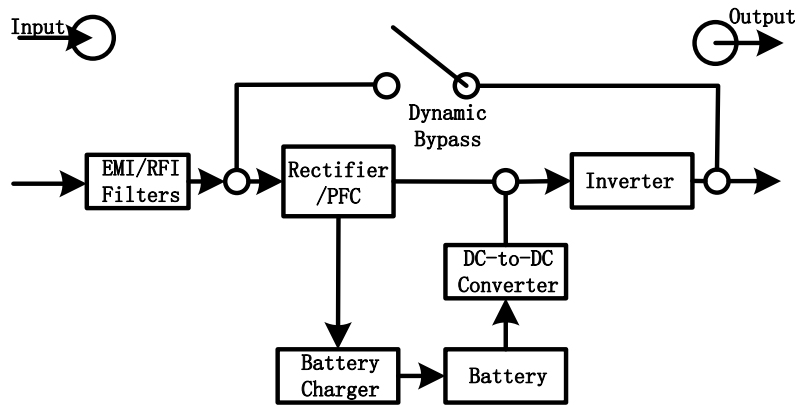 Input
Output
Dynamic
Bypass
EMI/RFI
Filters
Rectifier
/PFC
Inverter
DC-to-DC
Converter
Battery
Charger
Battery